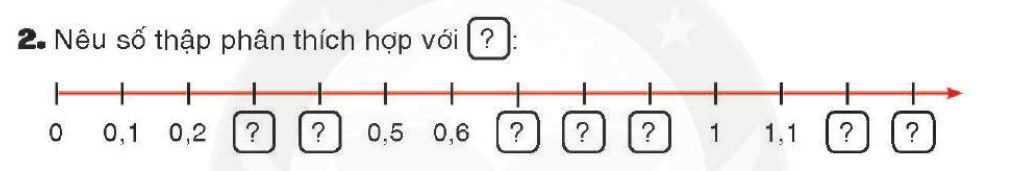 2. Nêu số thập phân thích hợp với ?:
0 0,1 0,2 ? ? 0,5 0,6 ? ? ? 1 1,1 ? ?